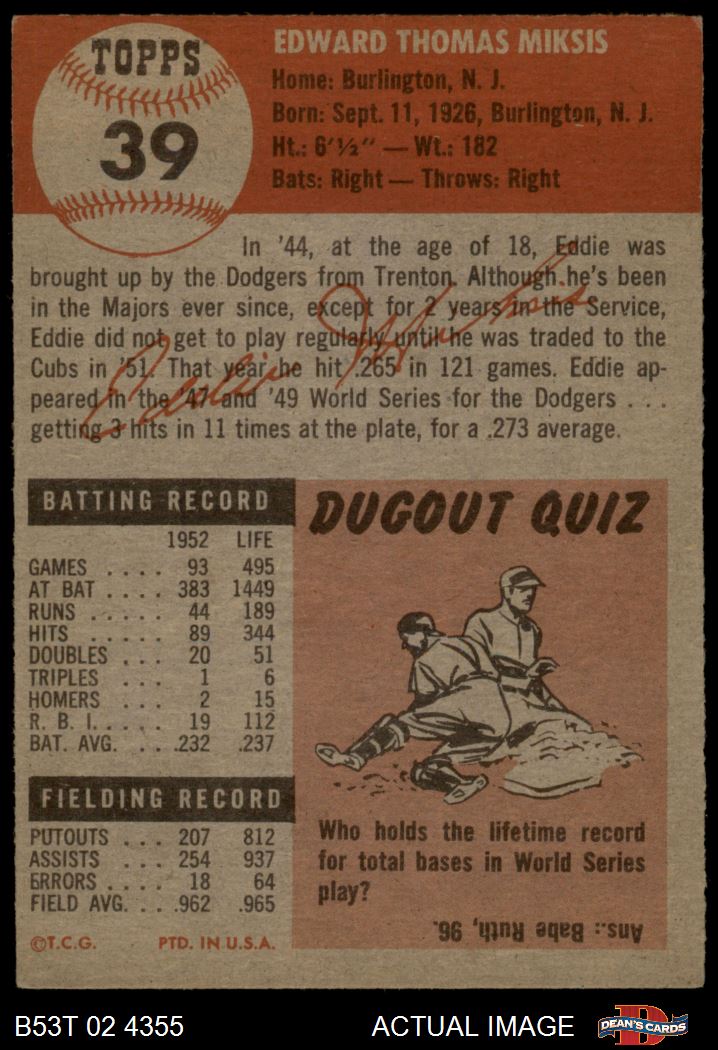 TOPPS
39
EDWARD THOMAS MIKSIS
Home: Burlington, N. J.
Born: Sept. 11, 1926, Burlington, N. J.
Ht.: 6'½" — Wt.: 182
Bats: Right — Throws: Right
In '44, at the age of 18, Eddie was
brought up by the Dodgers from Trenton. Although he's been
in the Majors ever since, except for 2 years in the Service,
Eddie did not get to play regularly until he was traded to the
Cubs in '51. That year he hit .265 in 121 games. Eddie ap-
peared in the '47 and '49 World Series for the Dodgers . . .
getting 3 hits in 11 times at the plate, for a .273 average.
Eddie Miksis
BATTING RECORD
1952 LIFE
GAMES . . . . 93 495
AT BAT . . . . 383 1449
RUNS . . . . . 44 189
HITS . . . . . 89 344
DOUBLES . . . 20 51
TRIPLES . . . 1 6
HOMERS . . . 2 15
R. B. I. . . . . 19 112
BAT. AVG. . . .232 .237
FIELDING RECORD
PUTOUTS . . . 207 812
ASSISTS . . . 254 937
ERRORS . . . . 18 64
FIELD AVG. . . .962 .965
©T.C.G. PTD. IN U.S.A.
DUGOUT QUIZ
Who holds the lifetime record
for total bases in World Series
play?
Ans.: Babe Ruth, 96.
B53T 02 4355 ACTUAL IMAGE
D
DEAN'S CARDS